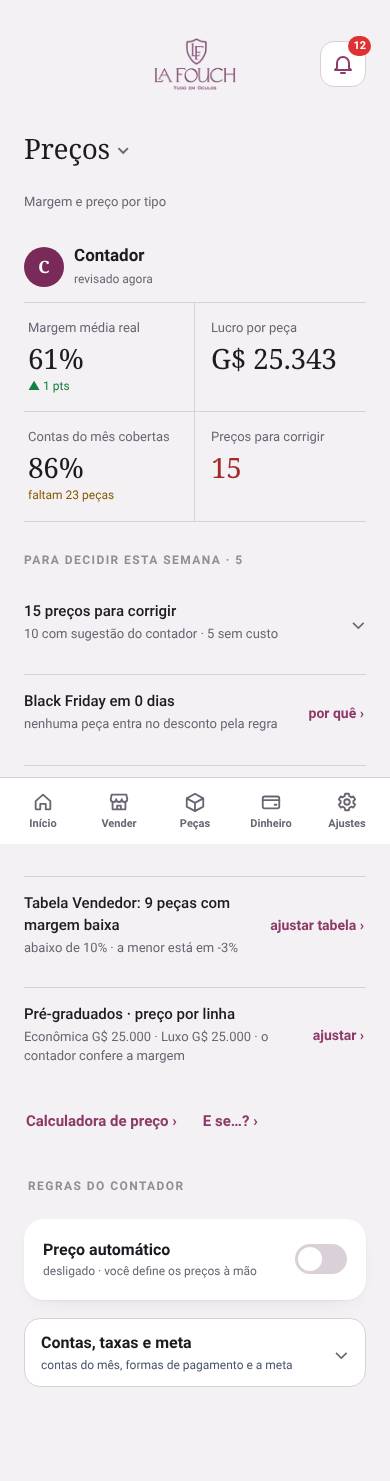 LF
LA FOUCH
Tudo em Óculos
12
Preços
Margem e preço por tipo
C
Contador
revisado agora
Margem média real
61%
▲ 1 pts
Lucro por peça
G$ 25.343
Contas do mês cobertas
86%
faltam 23 peças
Preços para corrigir
15
PARA DECIDIR ESTA SEMANA · 5
15 preços para corrigir
10 com sugestão do contador · 5 sem custo
Black Friday em 0 dias
nenhuma peça entra no desconto pela regra
por quê ›
Início
Vender
Peças
Dinheiro
Ajustes
Tabela Vendedor: 9 peças com
margem baixa
abaixo de 10% · a menor está em -3%
ajustar tabela ›
Pré-graduados · preço por linha
Econômica G$ 25.000 · Luxo G$ 25.000 · o
contador confere a margem
ajustar ›
Calculadora de preço ›
E se…? ›
REGRAS DO CONTADOR
Preço automático
desligado · você define os preços à mão
Contas, taxas e meta
contas do mês, formas de pagamento e a meta